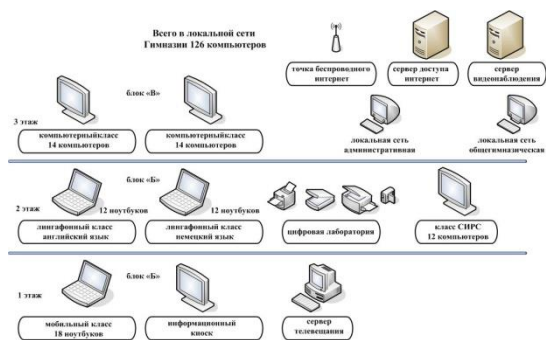 Всего в локальной сети
Гимназии 126 компьютеров
точка беспроводного
интернет
сервер доступа
интернет
сервер
видеонаблюдения
блок «В»
3 этаж
компьютерныйкласс
14 компьютеров
компьютерныйкласс
14 компьютеров
локальная сеть
административная
локальная сеть
общегимназическая
блок «Б»
2 этаж
12 ноутбуков
12 ноутбуков
лингафонный класс
английский язык
лингафонный класс
немецкий язык
цифровая лаборатория
класс СИРС
12 компьютеров
блок «Б»
1 этаж
мобильный класс
18 ноутбуков
информационный
киоск
сервер
телевещания